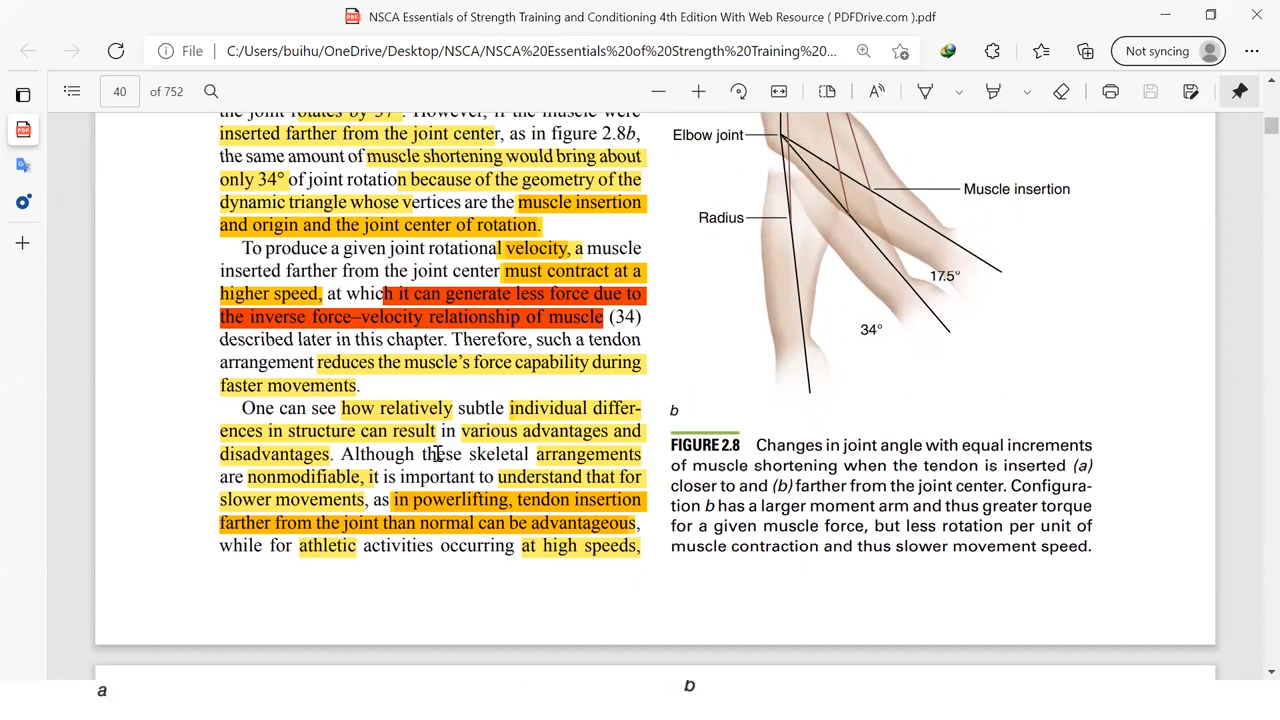 NSCA Essentials of Strength Training and Conditioning 4th Edition With Web Resource ( PDFDrive.com ).pdf
File
C:/Users/buihu/OneDrive/Desktop/NSCA/NSCA%20Essentials%20of%20Strength%20Training%20...
Not syncing
40 of 752
the joint rotates by 37°. However, if the muscle were
inserted farther from the joint center, as in figure 2.8b,
the same amount of muscle shortening would bring about
only 34° of joint rotation because of the geometry of the
dynamic triangle whose vertices are the muscle insertion
and origin and the joint center of rotation.
To produce a given joint rotational velocity, a muscle
inserted farther from the joint center must contract at a
higher speed, at which it can generate less force due to
the inverse force–velocity relationship of muscle (34)
described later in this chapter. Therefore, such a tendon
arrangement reduces the muscle's force capability during
faster movements.
One can see how relatively subtle individual differ-
ences in structure can result in various advantages and
disadvantages. Although these skeletal arrangements
are nonmodifiable, it is important to understand that for
slower movements, as in powerlifting, tendon insertion
farther from the joint than normal can be advantageous,
while for athletic activities occurring at high speeds,
Elbow joint
Muscle insertion
Radius
17.5°
34°
b
FIGURE 2.8 Changes in joint angle with equal increments
of muscle shortening when the tendon is inserted (a)
closer to and (b) farther from the joint center. Configura-
tion b has a larger moment arm and thus greater torque
for a given muscle force, but less rotation per unit of
muscle contraction and thus slower movement speed.
a
b